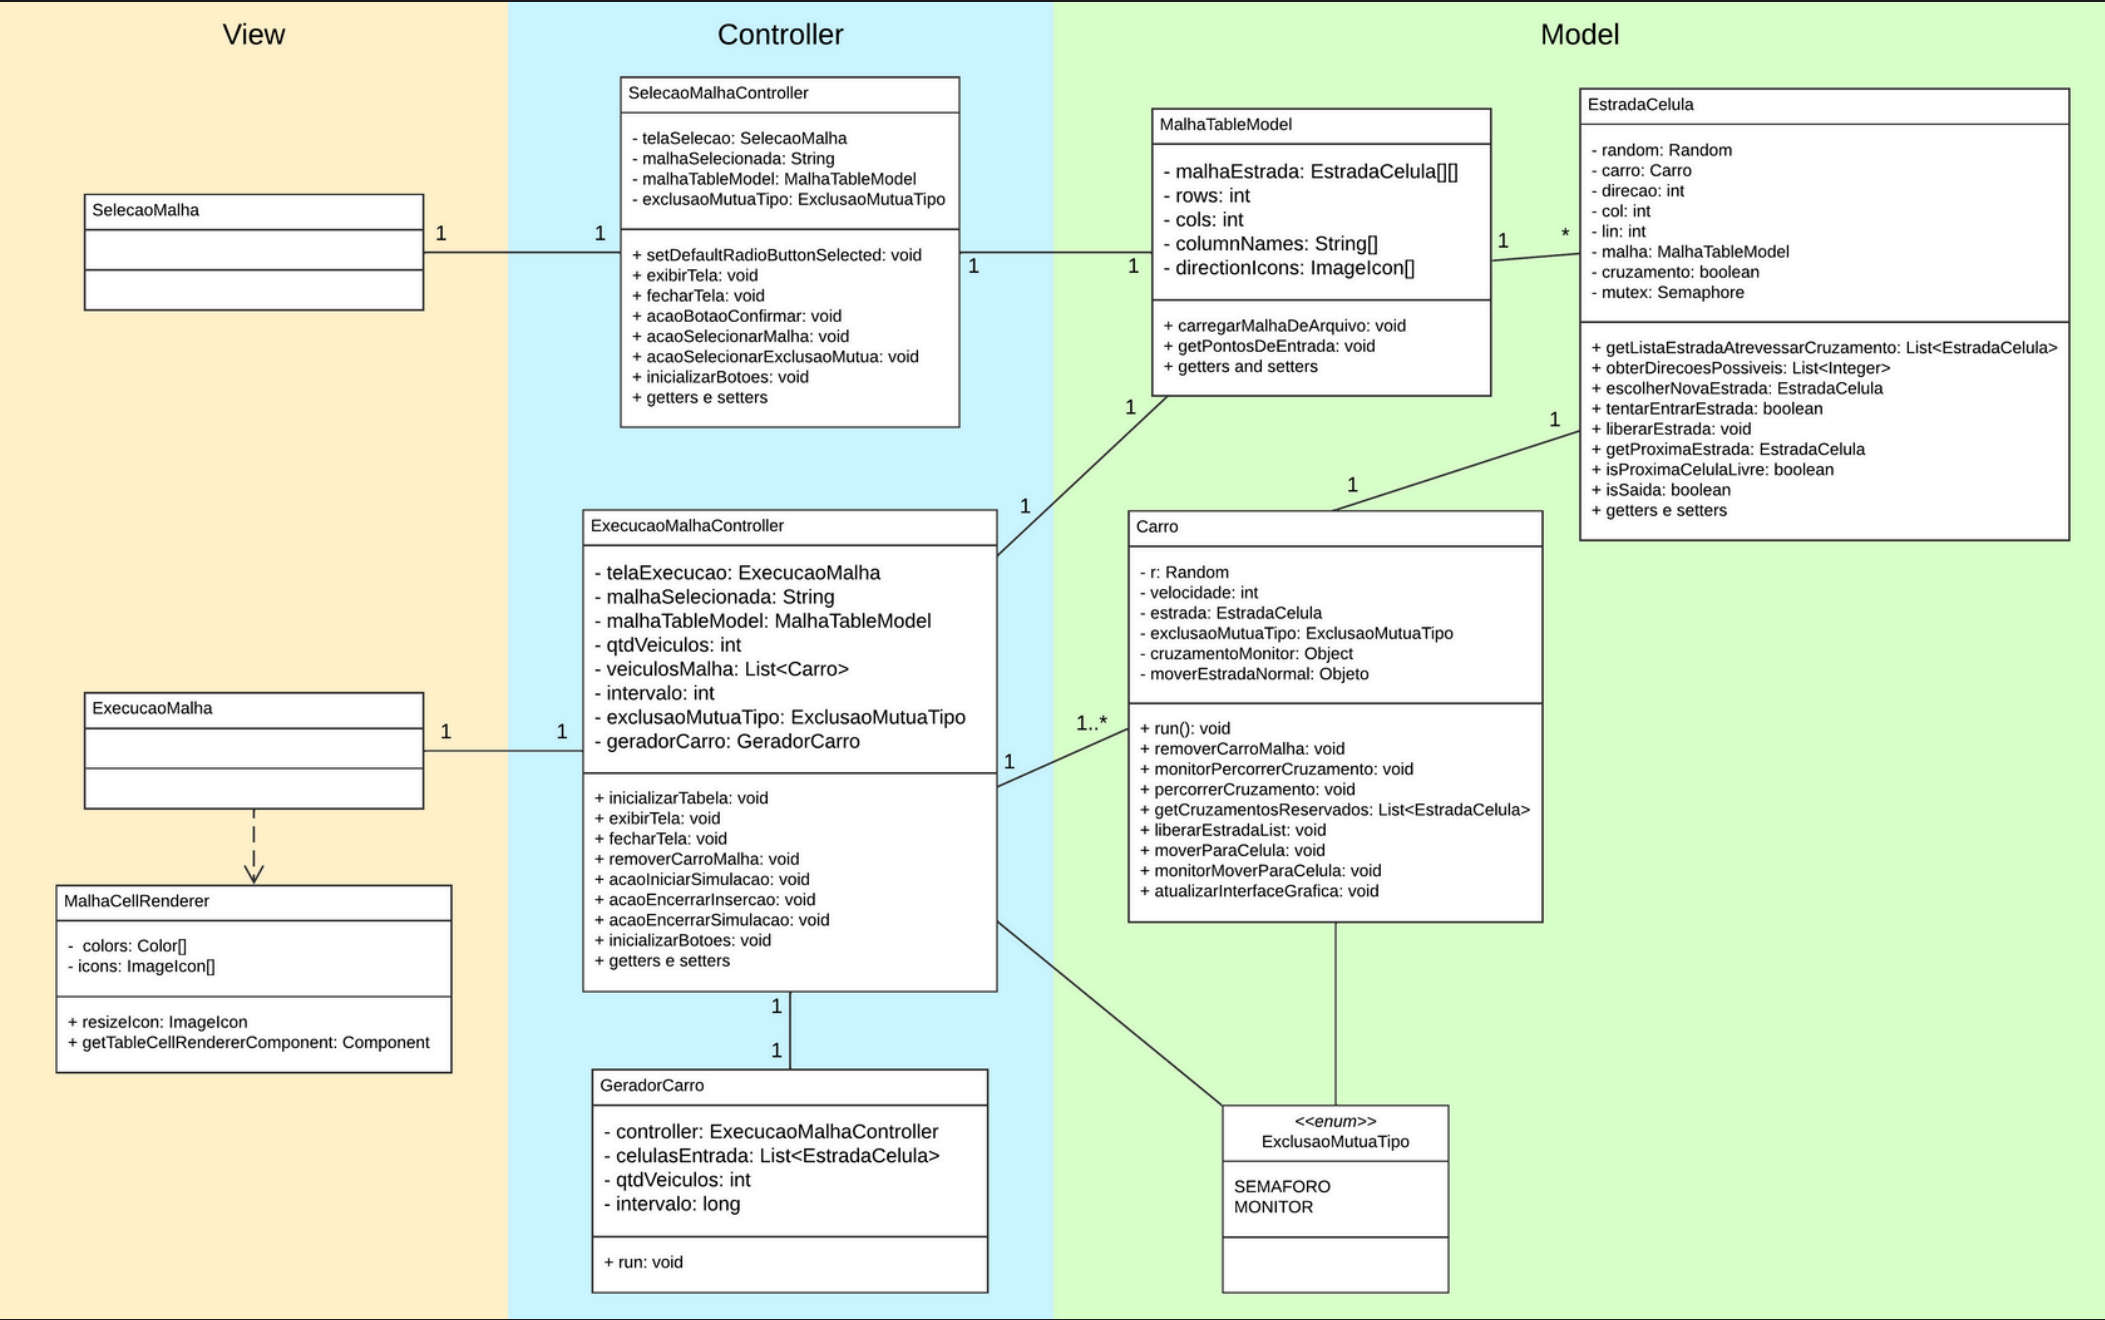 View
Controller
Model
SelecaoMalha
1
1
SelecaoMalhaController
- telaSelecao: SelecaoMalha
- malhaSelecionada: String
- malhaTableModel: MalhaTableModel
- exclusaoMutuaTipo: ExclusaoMutuaTipo
+ setDefaultRadioButtonSelected: void
+ exibirTela: void
+ fecharTela: void
+ acaoBotaoConfirmar: void
+ acaoSelecionarMalha: void
+ acaoSelecionarExclusaoMutua: void
+ inicializarBotoes: void
+ getters e setters
1
1
MalhaTableModel
- malhaEstrada: EstradaCelula[][]
- rows: int
- cols: int
- columnNames: String[]
- directionIcons: ImageIcon[]
+ carregarMalhaDeArquivo: void
+ getPontosDeEntrada: void
+ getters and setters
1
*
EstradaCelula
- random: Random
- carro: Carro
- direcao: int
- col: int
- lin: int
- malha: MalhaTableModel
- cruzamento: boolean
- mutex: Semaphore
+ getListaEstradaAtrevessarCruzamento: List<EstradaCelula>
+ obterDirecoesPossiveis: List<Integer>
+ escolherNovaEstrada: EstradaCelula
+ tentarEntrarEstrada: boolean
+ liberarEstrada: void
+ getProximaEstrada: EstradaCelula
+ isProximaCelulaLivre: boolean
+ isSaida: boolean
+ getters e setters
1
1
1
1
ExecucaoMalha
1
1
ExecucaoMalhaController
- telaExecucao: ExecucaoMalha
- malhaSelecionada: String
- malhaTableModel: MalhaTableModel
- qtdVeiculos: int
- veiculosMalha: List<Carro>
- intervalo: int
- exclusaoMutuaTipo: ExclusaoMutuaTipo
- geradorCarro: GeradorCarro
+ inicializarTabela: void
+ exibirTela: void
+ fecharTela: void
+ removerCarroMalha: void
+ acaoIniciarSimulacao: void
+ acaoEncerrarInsercao: void
+ acaoEncerrarSimulacao: void
+ inicializarBotoes: void
+ getters e setters
1
1..*
Carro
- r: Random
- velocidade: int
- estrada: EstradaCelula
- exclusaoMutuaTipo: ExclusaoMutuaTipo
- cruzamentoMonitor: Object
- moverEstradaNormal: Objeto
+ run(): void
+ removerCarroMalha: void
+ monitorPercorrerCruzamento: void
+ percorrerCruzamento: void
+ getCruzamentosReservados: List<EstradaCelula>
+ liberarEstradaList: void
+ moverParaCelula: void
+ monitorMoverParaCelula: void
+ atualizarInterfaceGrafica: void
MalhaCellRenderer
- colors: Color[]
- icons: ImageIcon[]
+ resizeIcon: ImageIcon
+ getTableCellRendererComponent: Component
1
1
GeradorCarro
- controller: ExecucaoMalhaController
- celulasEntrada: List<EstradaCelula>
- qtdVeiculos: int
- intervalo: long
+ run: void
<<enum>>
ExclusaoMutuaTipo
SEMAFORO
MONITOR